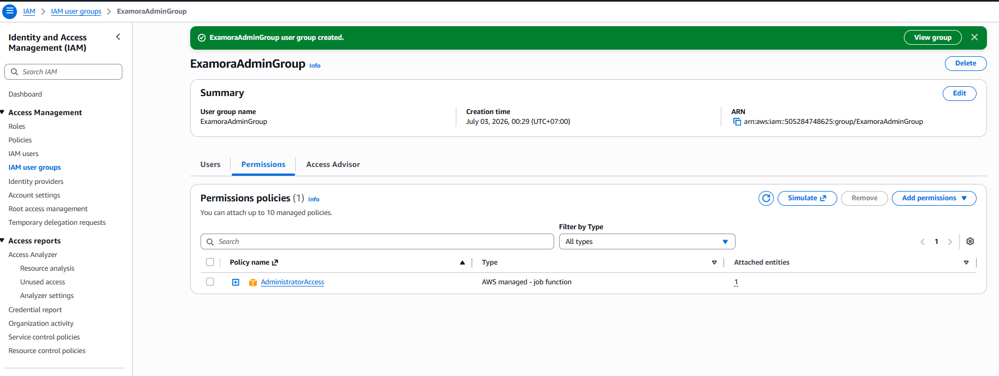 IAM > IAM user groups > ExamoraAdminGroup
Identity and Access Management (IAM)
Search IAM
Dashboard
Access Management
Roles
Policies
IAM users
IAM user groups
Identity providers
Account settings
Root access management
Temporary delegation requests
Access reports
Access Analyzer
Resource analysis
Unused access
Analyzer settings
Credential report
Organization activity
Service control policies
Resource control policies
ExamoraAdminGroup user group created.
View group
ExamoraAdminGroup Info
Delete
Summary
Edit
User group name
ExamoraAdminGroup
Creation time
July 03, 2026, 00:29 (UTC+07:00)
ARN
arn:aws:iam::505284748625:group/ExamoraAdminGroup
Users
Permissions
Access Advisor
Permissions policies (1) Info
You can attach up to 10 managed policies.
Simulate
Remove
Add permissions
Filter by Type
Search
All types
1
Policy name
Type
Attached entities
AdministratorAccess
AWS managed - job function
1